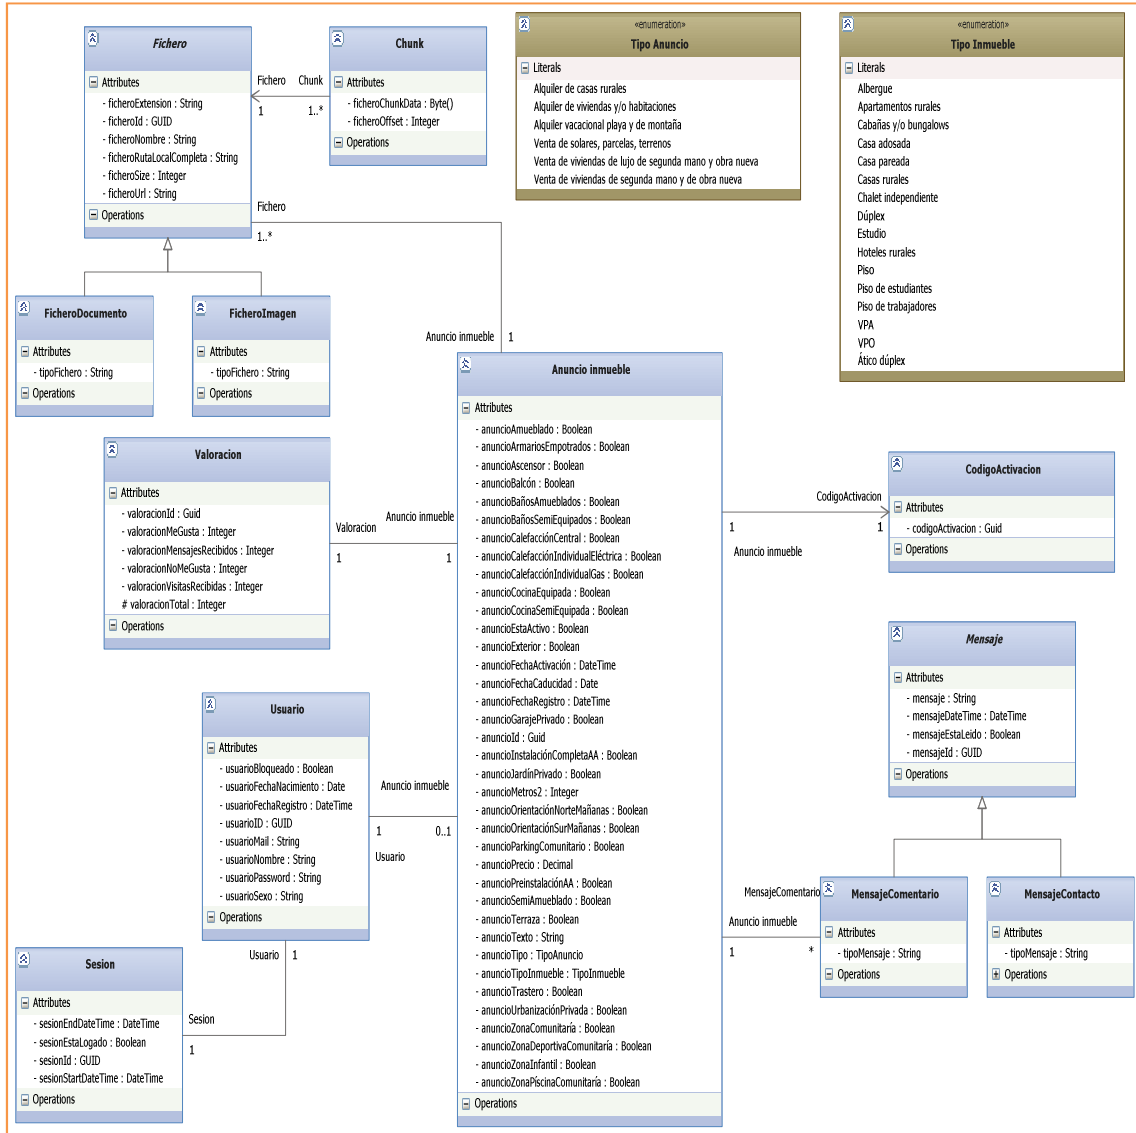 Fichero
Attributes
- ficheroExtension : String
- ficheroId : GUID
- ficheroNombre : String
- ficheroRutaLocalCompleta : String
- ficheroSize : Integer
- ficheroUrl : String
Operations
Fichero
Chunk
1
1..*
Chunk
Attributes
- ficheroChunkData : Byte()
- ficheroOffset : Integer
Operations
«enumeration»
Tipo Anuncio
Literals
Alquiler de casas rurales
Alquiler de viviendas y/o habitaciones
Alquiler vacacional playa y de montaña
Venta de solares, parcelas, terrenos
Venta de viviendas de lujo de segunda mano y obra nueva
Venta de viviendas de segunda mano y de obra nueva
«enumeration»
Tipo Inmueble
Literals
Albergue
Apartamentos rurales
Cabañas y/o bungalows
Casa adosada
Casa pareada
Casas rurales
Chalet independiente
Dúplex
Estudio
Hoteles rurales
Piso
Piso de estudiantes
Piso de trabajadores
VPA
VPO
Ático dúplex
Fichero
1..*
Anuncio inmueble
1
FicheroDocumento
Attributes
- tipoFichero : String
Operations
FicheroImagen
Attributes
- tipoFichero : String
Operations
Valoracion
Attributes
- valoracionId : Guid
- valoracionMeGusta : Integer
- valoracionMensajesRecibidos : Integer
- valoracionNoMeGusta : Integer
- valoracionVisitasRecibidas : Integer
# valoracionTotal : Integer
Operations
Valoracion
Anuncio inmueble
1
1
Anuncio inmueble
Attributes
- anuncioAmueblado : Boolean
- anuncioArmariosEmpotrados : Boolean
- anuncioAscensor : Boolean
- anuncioBalcón : Boolean
- anuncioBañosAmueblados : Boolean
- anuncioBañosSemiEquipados : Boolean
- anuncioCalefacciónCentral : Boolean
- anuncioCalefacciónIndividualEléctrica : Boolean
- anuncioCalefacciónIndividualGas : Boolean
- anuncioCocinaEquipada : Boolean
- anuncioCocinaSemiEquipada : Boolean
- anuncioEstaActivo : Boolean
- anuncioExterior : Boolean
- anuncioFechaActivación : DateTime
- anuncioFechaCaducidad : Date
- anuncioFechaRegistro : DateTime
- anuncioGarajePrivado : Boolean
- anuncioId : Guid
- anuncioInstalaciónCompletaAA : Boolean
- anuncioJardínPrivado : Boolean
- anuncioMetros2 : Integer
- anuncioOrientaciónNorteMañanas : Boolean
- anuncioOrientaciónSurMañanas : Boolean
- anuncioParkingComunitario : Boolean
- anuncioPrecio : Decimal
- anuncioPreinstalaciónAA : Boolean
- anuncioSemiAmueblado : Boolean
- anuncioTerraza : Boolean
- anuncioTexto : String
- anuncioTipo : TipoAnuncio
- anuncioTipoInmueble : TipoInmueble
- anuncioTrastero : Boolean
- anuncioUrbanizaciónPrivada : Boolean
- anuncioZonaComunitaría : Boolean
- anuncioZonaDeportivaComunitaría : Boolean
- anuncioZonaInfantil : Boolean
- anuncioZonaPíscinaComunitaría : Boolean
Operations
CodigoActivacion
1
1
Anuncio inmueble
CodigoActivacion
Attributes
- codigoActivacion : Guid
Operations
Mensaje
Attributes
- mensaje : String
- mensajeDateTime : DateTime
- mensajeEstaLeido : Boolean
- mensajeId : GUID
Operations
Usuario
Attributes
- usuarioBloqueado : Boolean
- usuarioFechaNacimiento : Date
- usuarioFechaRegistro : DateTime
- usuarioID : GUID
- usuarioMail : String
- usuarioNombre : String
- usuarioPassword : String
- usuarioSexo : String
Operations
Anuncio inmueble
1
0..1
Usuario
MensajeComentario
Anuncio inmueble
1
*
MensajeComentario
Attributes
- tipoMensaje : String
Operations
MensajeContacto
Attributes
- tipoMensaje : String
Operations
Usuario
1
Sesion
Attributes
- sesionEndDateTime : DateTime
- sesionEstaLogado : Boolean
- sesionId : GUID
- sesionStartDateTime : DateTime
Operations
Sesion
1